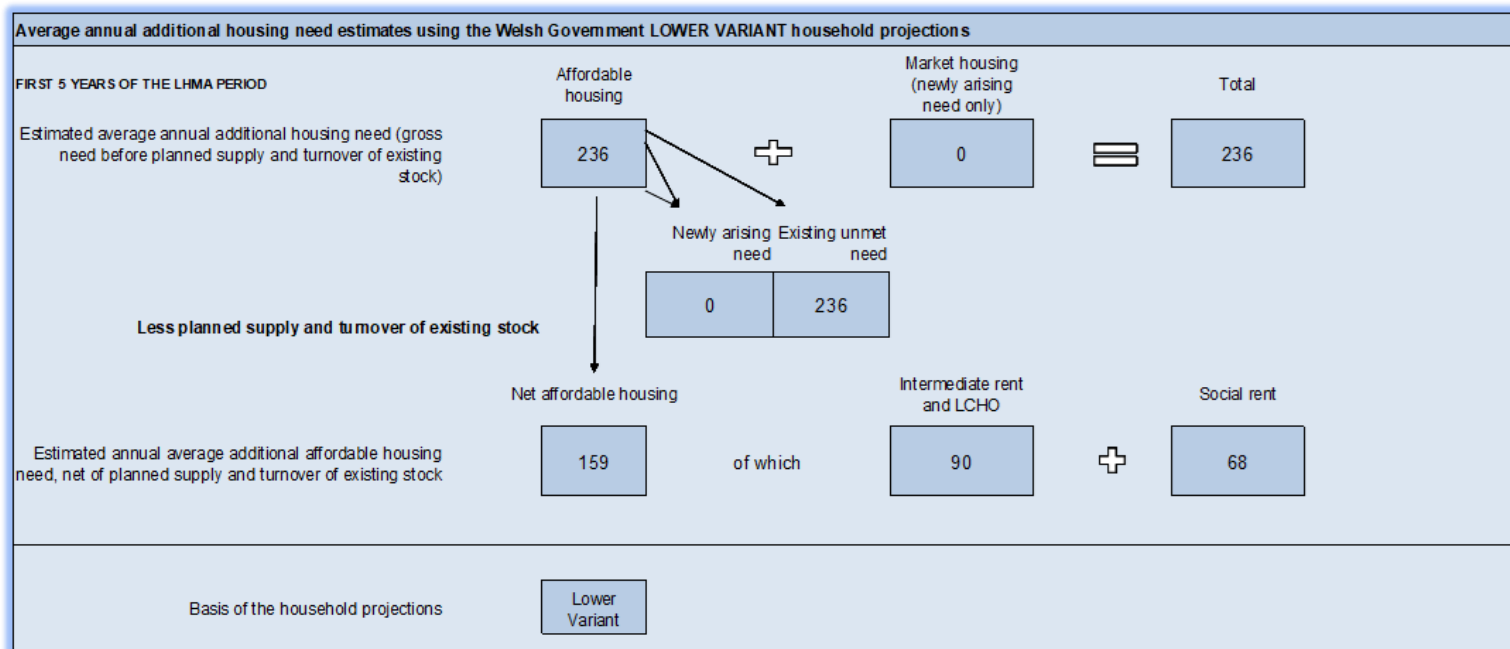 Average annual additional housing need estimates using the Welsh Government LOWER VARIANT household projections
FIRST 5 YEARS OF THE LHMA PERIOD
Affordable
housing
Market housing
(newly arising
need only)
Total
Estimated average annual additional housing need (gross
need before planned supply and turnover of existing
stock)
236
0
236
Newly arising
need
Existing unmet
need
0
236
Less planned supply and turnover of existing stock
Net affordable housing
Intermediate rent
and LCHO
Social rent
Estimated annual average additional affordable housing
need, net of planned supply and turnover of existing stock
159
of which
90
68
Basis of the household projections
Lower
Variant